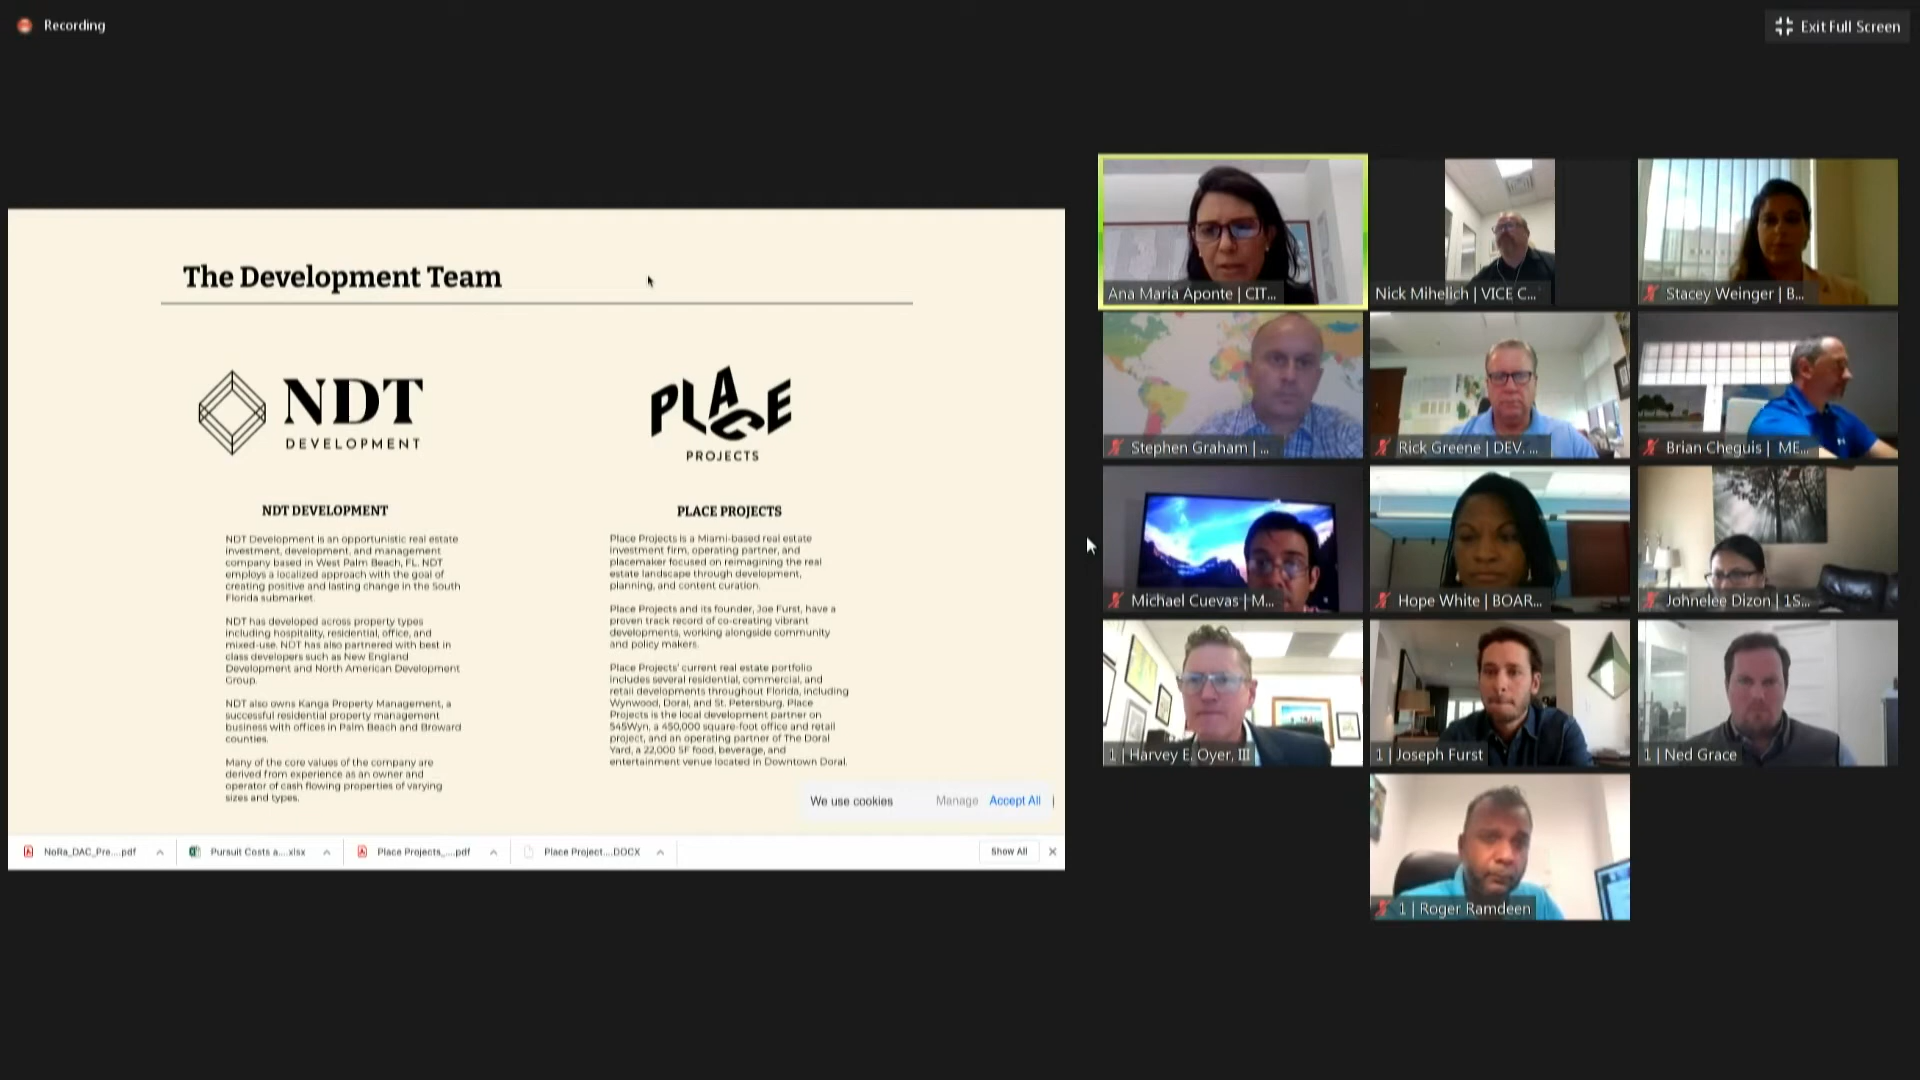 Recording
Exit Full Screen
The Development Team
NDT
DEVELOPMENT
PLACE
PROJECTS
NDT DEVELOPMENT
NDT Development is an opportunistic real estate
investment, development, and management
company based in West Palm Beach, FL. NDT
employs a localized approach with the goal of
creating positive and lasting change in the South
Florida submarket.
NDT has developed across property types
including hospitality, residential, office, and
mixed-use. NDT has also partnered with best in
class developers such as New England
Development and North American Development
Group.
NDT also owns Kanga Property Management, a
successful residential property management
business with offices in Palm Beach and Broward
counties.
Many of the core values of the company are
derived from experience as an owner and
operator of cash flowing properties of varying
sizes and types.
PLACE PROJECTS
Place Projects is a Miami-based real estate
investment firm, operating partner, and
placemaker focused on reimagining the real
estate landscape through development,
planning, and content curation.
Place Projects and its founder, Joe Furst, have a
proven track record of co-creating vibrant
developments, working alongside community
and policy makers.
Place Projects' current real estate portfolio
includes several residential, commercial, and
retail developments throughout Florida, including
Wynwood, Doral, and St. Petersburg. Place
Projects is the local development partner on
545Wyn, a 450,000 square-foot office and retail
project, and an operating partner of The Doral
Yard, a 22,000 SF food, beverage, and
entertainment venue located in Downtown Doral.
We use cookies
Manage
Accept All
NoRa_DAC_Pre....pdf
Pursuit Costs a....xlsx
Place Projects_....pdf
Place Project....DOCX
Show All
Ana Maria Aponte | CIT...
Nick Mihelich | VICE C...
Stacey Weinger | B...
Stephen Graham | ...
Rick Greene | DEV. ...
Brian Cheguis | ME...
Michael Cuevas | M...
Hope White | BOAR...
Johnelee Dizon | 1S...
1 | Harvey E. Oyer, III
1 | Joseph Furst
1 | Ned Grace
1 | Roger Ramdeen